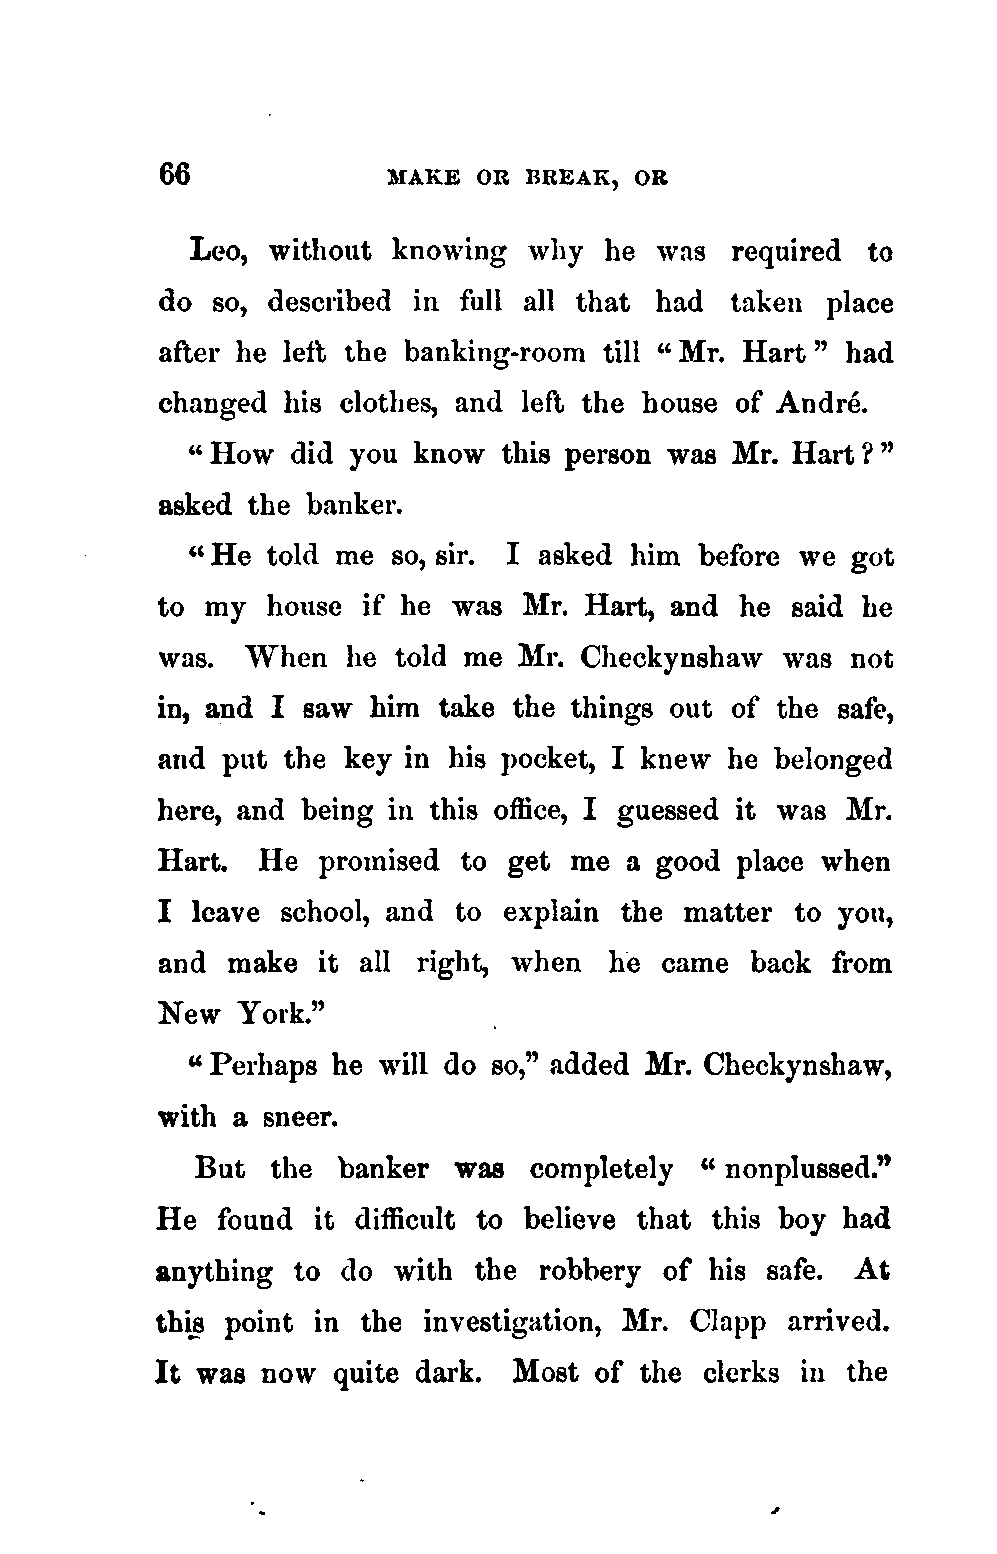 66 MAKE OR BREAK, OR
Leo, without knowing why he was required to
do so, described in full all that had taken place
after he left the banking-room till “Mr. Hart” had
changed his clothes, and left the house of André.
“How did you know this person was Mr. Hart?”
asked the banker.
“He told me so, sir. I asked him before we got
to my house if he was Mr. Hart, and he said he
was. When he told me Mr. Checkynshaw was not
in, and I saw him take the things out of the safe,
and put the key in his pocket, I knew he belonged
here, and being in this office, I guessed it was Mr.
Hart. He promised to get me a good place when
I leave school, and to explain the matter to you,
and make it all right, when he came back from
New York.”
“Perhaps he will do so,” added Mr. Checkynshaw,
with a sneer.
But the banker was completely “nonplussed.”
He found it difficult to believe that this boy had
anything to do with the robbery of his safe. At
this point in the investigation, Mr. Clapp arrived.
It was now quite dark. Most of the clerks in the